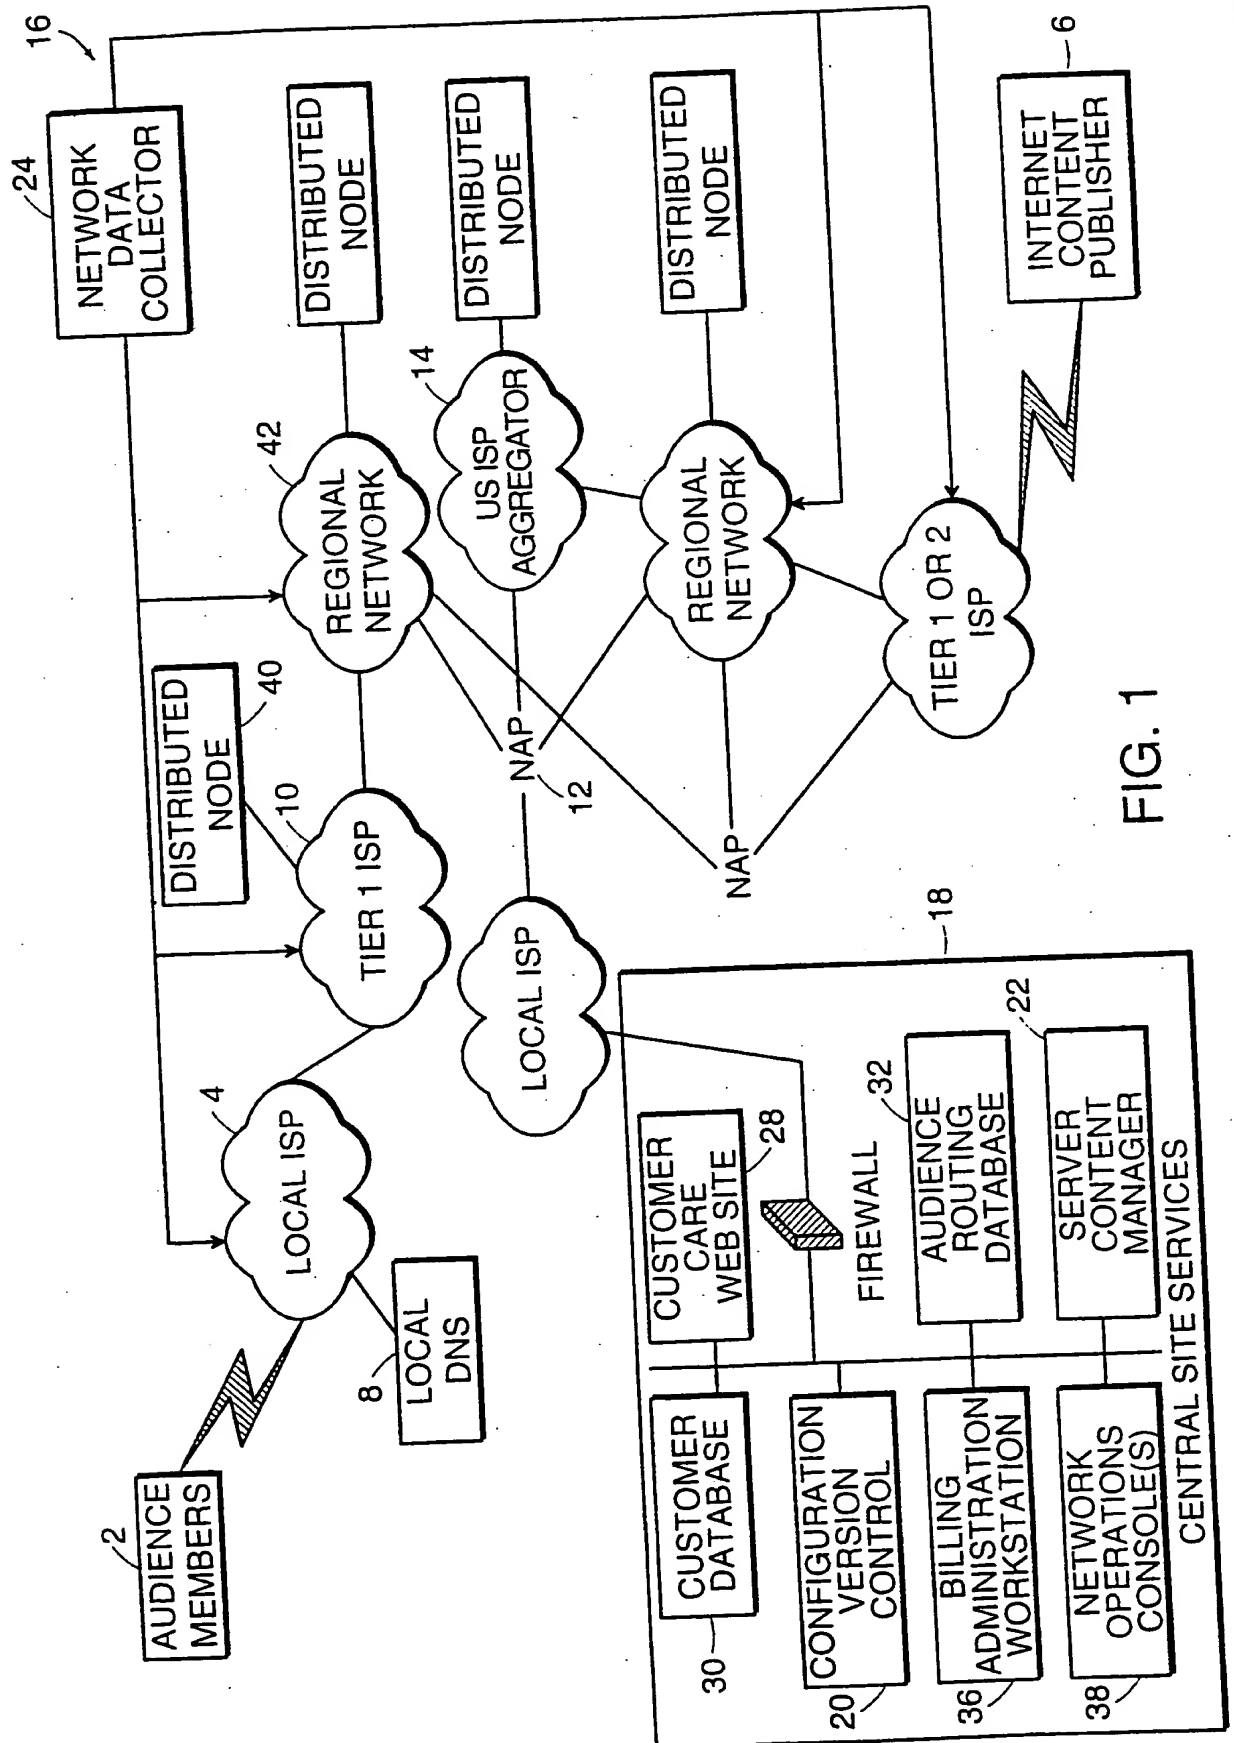 16
24
NETWORK
DATA
COLLECTOR
DISTRIBUTED
NODE
DISTRIBUTED
NODE
DISTRIBUTED
NODE
6
INTERNET
CONTENT
PUBLISHER
42
REGIONAL
NETWORK
14
US ISP
AGGREGATOR
REGIONAL
NETWORK
TIER 1 OR 2
ISP
DISTRIBUTED
NODE
40
10
TIER 1 ISP
NAP
12
NAP
4
LOCAL ISP
LOCAL ISP
8
LOCAL
DNS
2
AUDIENCE
MEMBERS
18
CUSTOMER
CARE
WEB SITE
28
FIREWALL
32
AUDIENCE
ROUTING
DATABASE
22
SERVER
CONTENT
MANAGER
30
CUSTOMER
DATABASE
20
CONFIGURATION
VERSION
CONTROL
36
BILLING
ADMINISTRATION
WORKSTATION
38
NETWORK
OPERATIONS
CONSOLE(S)
CENTRAL SITE SERVICES
FIG. 1